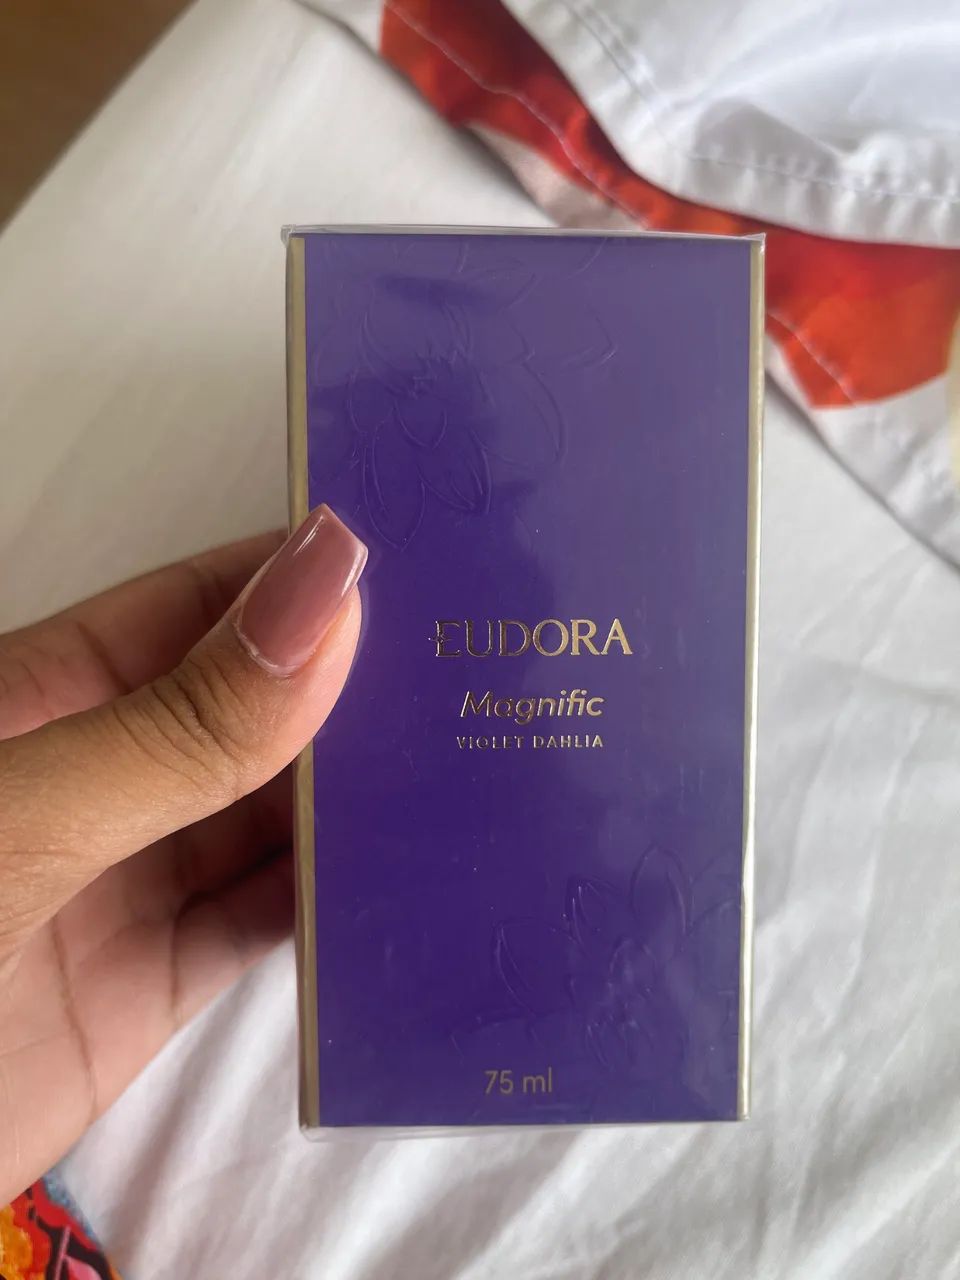 EUDORA
Magnific
VIOLET DAHLIA
75 ml